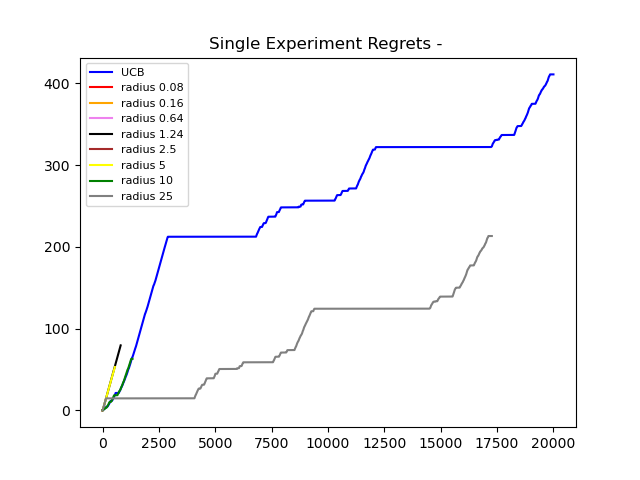 Single Experiment Regrets -
UCB
radius 0.08
radius 0.16
radius 0.64
radius 1.24
radius 2.5
radius 5
radius 10
radius 25
400
300
200
100
0
0 2500 5000 7500 10000 12500 15000 17500 20000